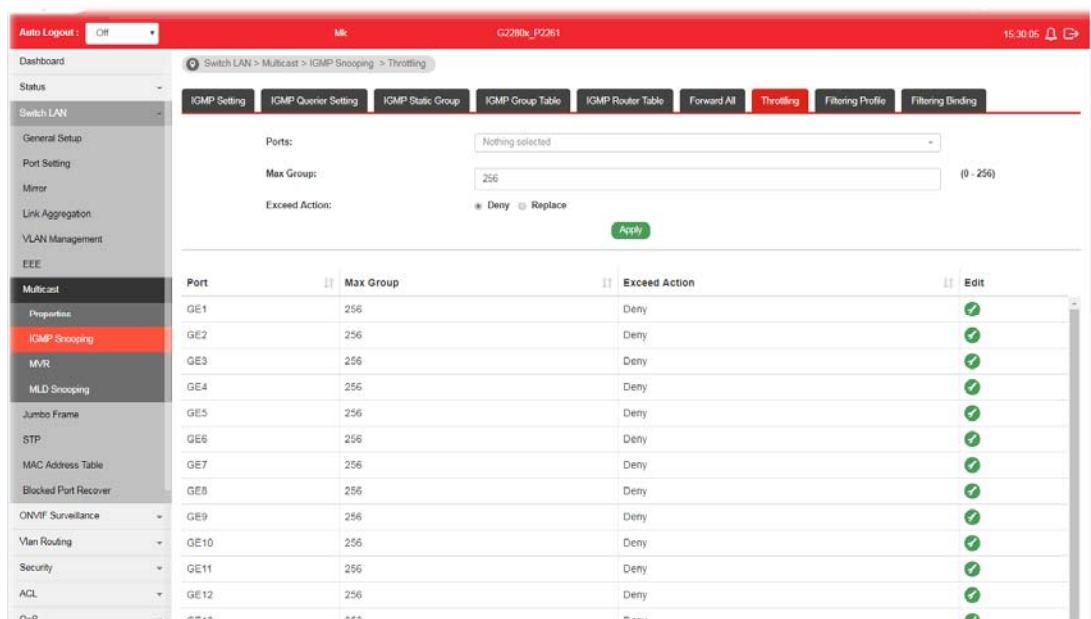 Auto Logout : Off Mk G2280x_P2261 15:30:05
Dashboard
Status
Switch LAN
General Setup
Port Setting
Mirror
Link Aggregation
VLAN Management
EEE
Multicast
Properties
IGMP Snooping
MVR
MLD Snooping
Jumbo Frame
STP
MAC Address Table
Blocked Port Recover
ONVIF Surveillance
Vlan Routing
Security
ACL
QoS
Switch LAN > Multicast > IGMP Snooping > Throttling
IGMP Setting IGMP Querier Setting IGMP Static Group IGMP Group Table IGMP Router Table Forward All Throttling Filtering Profile Filtering Binding
Ports: Nothing selected
Max Group: 256 (0 - 256)
Exceed Action: Deny Replace
Apply
Port Max Group Exceed Action Edit
GE1 256 Deny
GE2 256 Deny
GE3 256 Deny
GE4 256 Deny
GE5 256 Deny
GE6 256 Deny
GE7 256 Deny
GE8 256 Deny
GE9 256 Deny
GE10 256 Deny
GE11 256 Deny
GE12 256 Deny